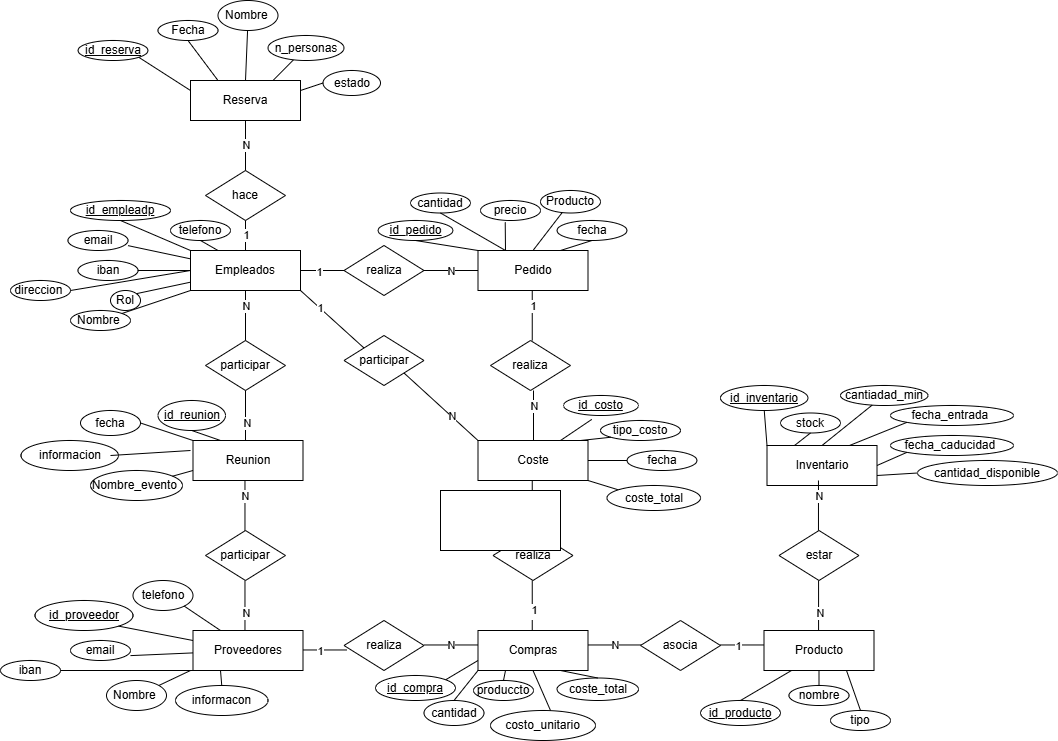 Nombre
Fecha
id_reserva
n_personas
estado
Reserva
N
hace
1
id_empleadp
telefono
email
iban
direccion
Rol
Nombre
Empleados
1
realiza
N
cantidad
precio
Producto
id_pedido
fecha
Pedido
N
participar
N
1
participar
N
1
realiza
N
fecha
id_reunion
informacion
Nombre_evento
Reunion
id_costo
tipo_costo
fecha
coste_total
Coste
id_inventario
stock
cantiadad_min
fecha_entrada
fecha_caducidad
cantidad_disponible
Inventario
N
participar
N
realiza
1
N
estar
N
telefono
id_proveedor
email
iban
Nombre
informacon
Proveedores
1
realiza
N
Compras
N
asocia
1
Producto
id_compra
cantidad
produccto
costo_unitario
coste_total
id_producto
nombre
tipo